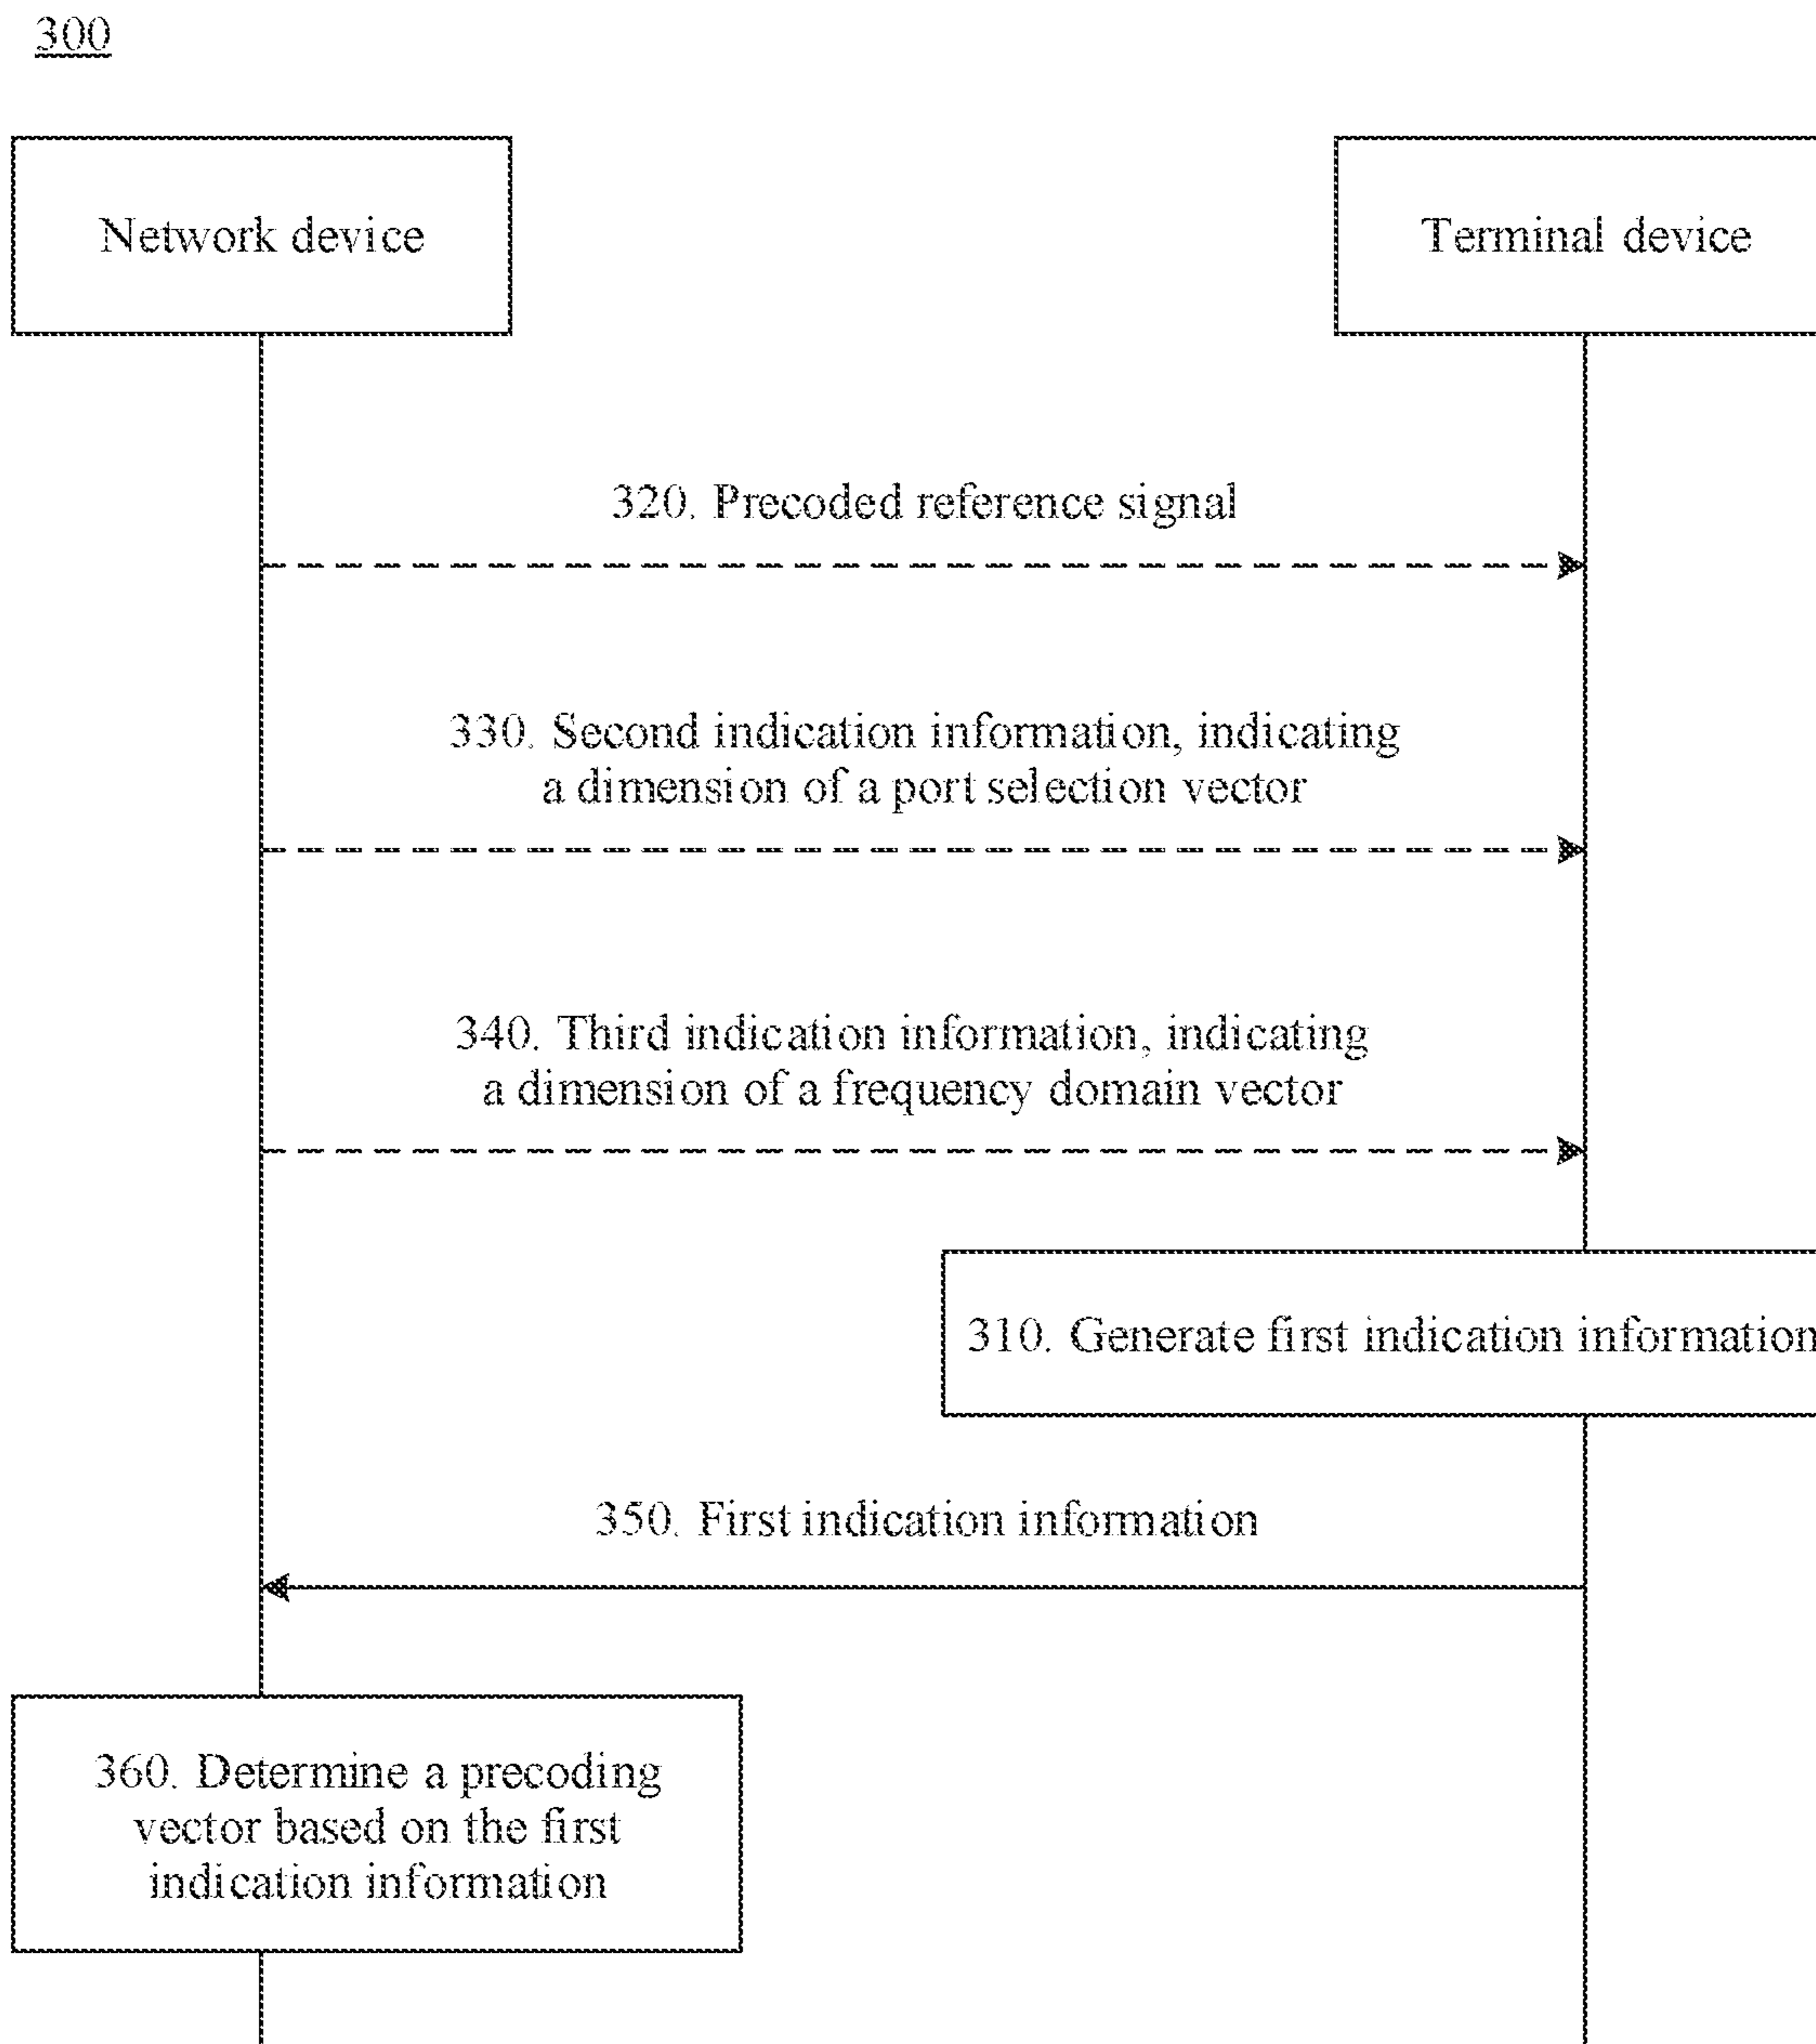 300
Network device
Terminal device
320. Precoded reference signal
330. Second indication information, indicating
a dimension of a port selection vector
340. Third indication information, indicating
a dimension of a frequency domain vector
310. Generate first indication information
350. First indication information
360. Determine a precoding
vector based on the first
indication information